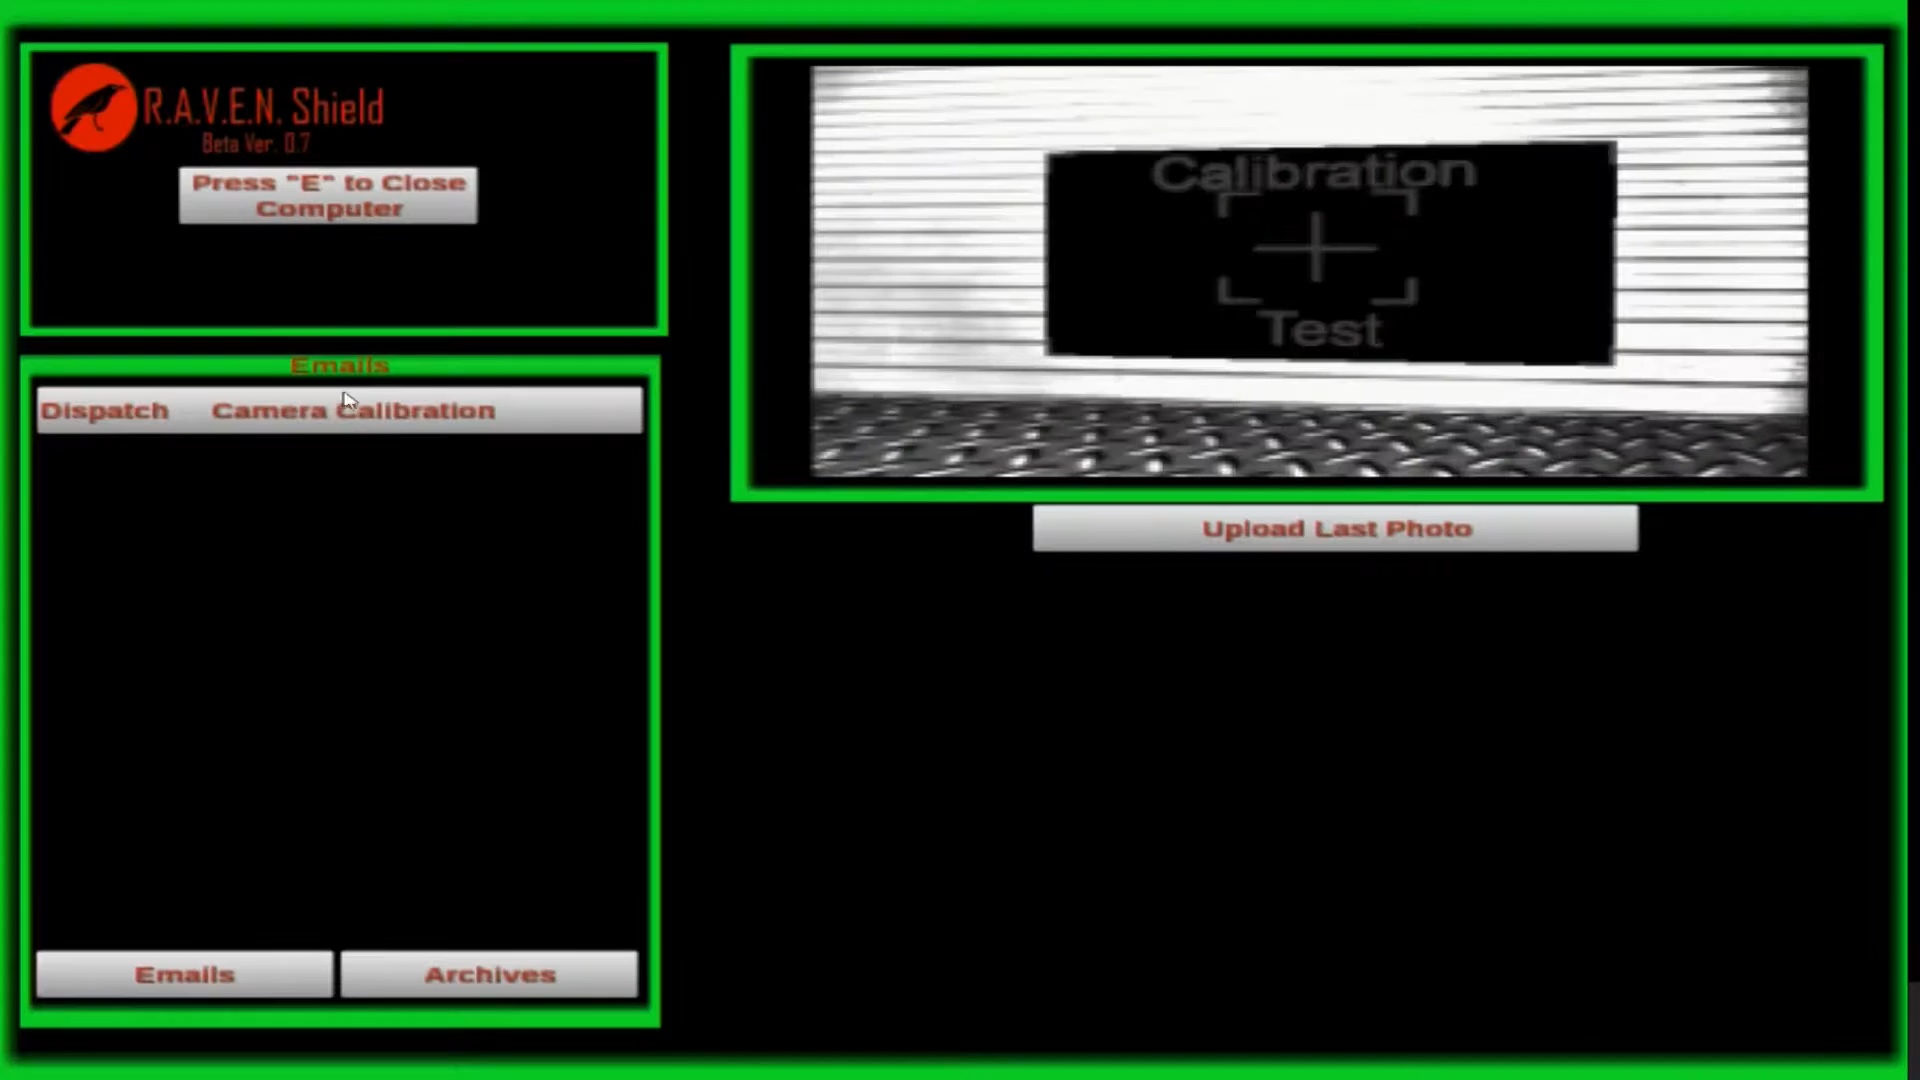 R.A.V.E.N. Shield
Beta Ver. 0.7
Press "E" to Close
Computer
Emails
Dispatch Camera Calibration
Emails
Archives
Calibration
Test
Upload Last Photo